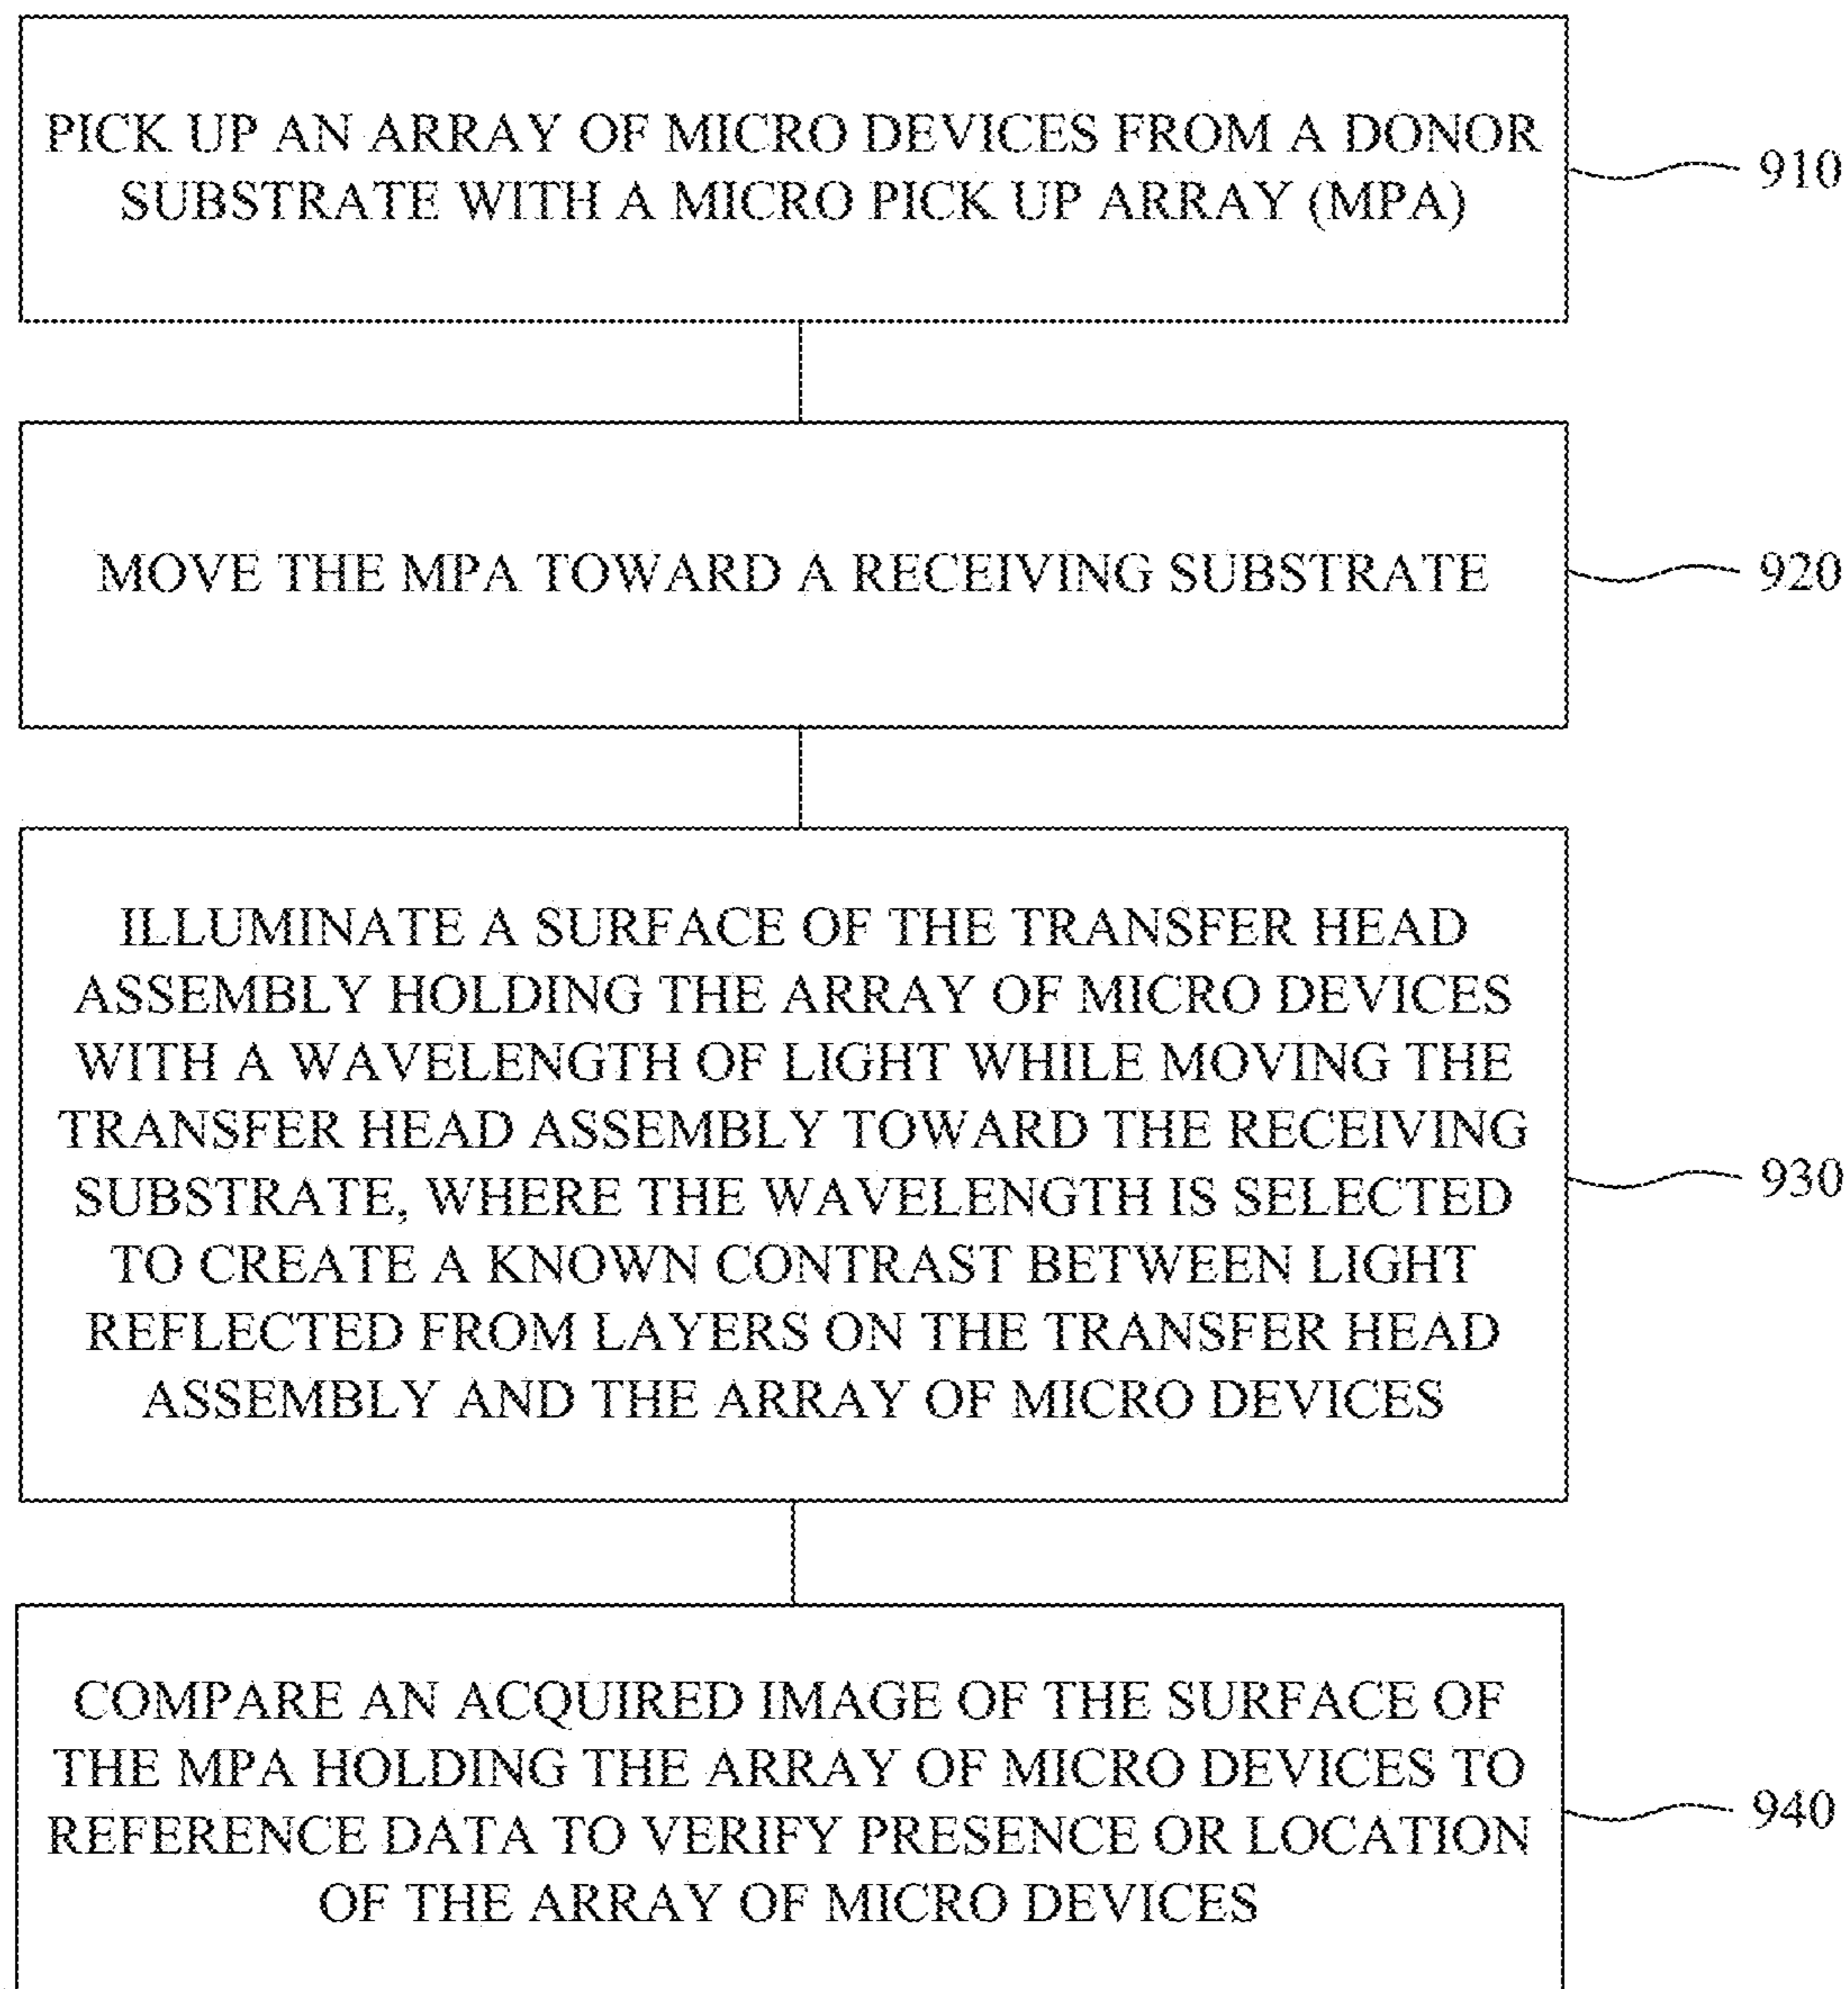 PICK UP AN ARRAY OF MICRO DEVICES FROM A DONOR
SUBSTRATE WITH A MICRO PICK UP ARRAY (MPA)
910
MOVE THE MPA TOWARD A RECEIVING SUBSTRATE
920
ILLUMINATE A SURFACE OF THE TRANSFER HEAD
ASSEMBLY HOLDING THE ARRAY OF MICRO DEVICES
WITH A WAVELENGTH OF LIGHT WHILE MOVING THE
TRANSFER HEAD ASSEMBLY TOWARD THE RECEIVING
SUBSTRATE, WHERE THE WAVELENGTH IS SELECTED
TO CREATE A KNOWN CONTRAST BETWEEN LIGHT
REFLECTED FROM LAYERS ON THE TRANSFER HEAD
ASSEMBLY AND THE ARRAY OF MICRO DEVICES
930
COMPARE AN ACQUIRED IMAGE OF THE SURFACE OF
THE MPA HOLDING THE ARRAY OF MICRO DEVICES TO
REFERENCE DATA TO VERIFY PRESENCE OR LOCATION
OF THE ARRAY OF MICRO DEVICES
940